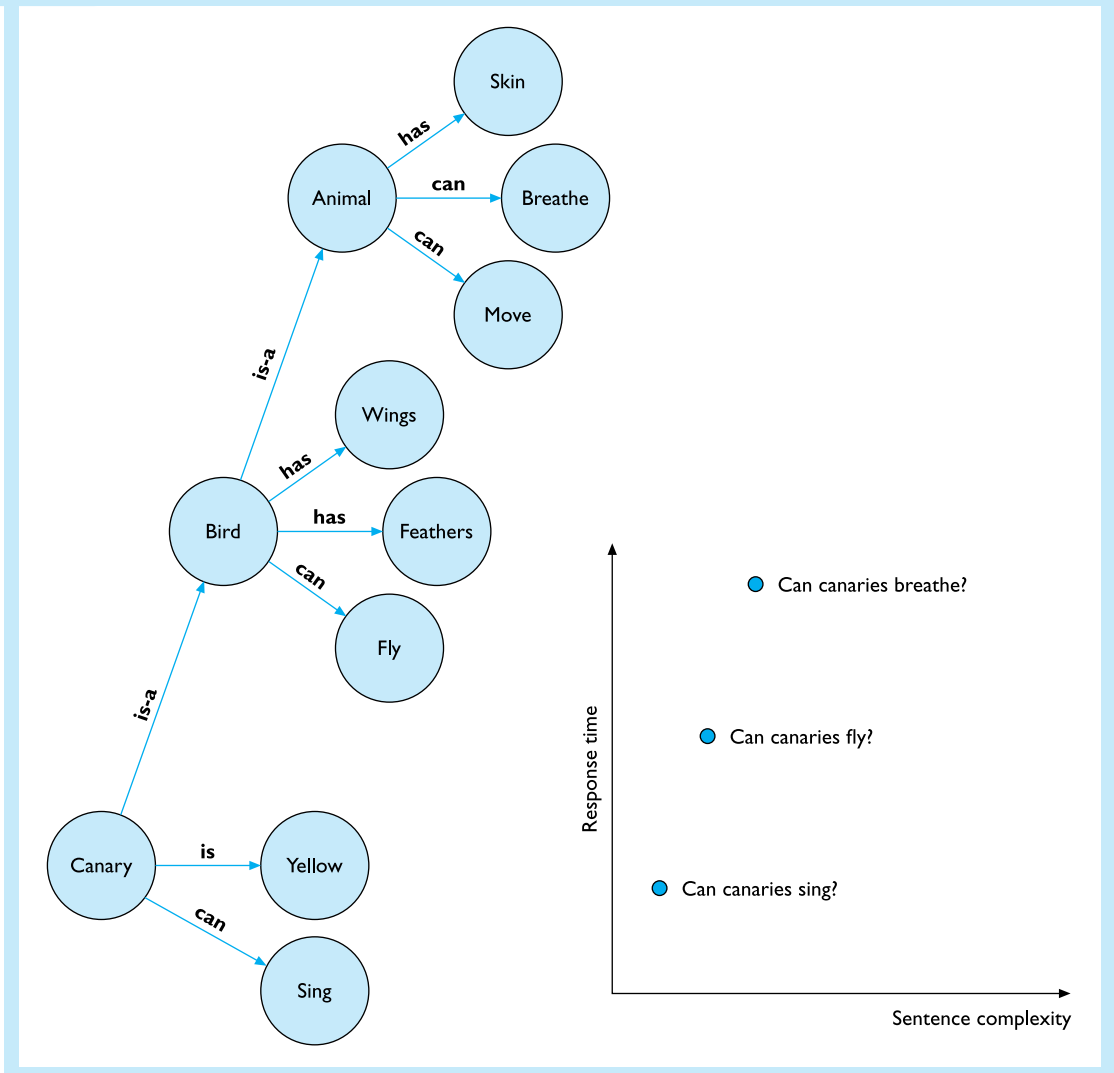 Skin
has
Animal
can
Breathe
can
Move
is-a
Wings
has
Bird
has
Feathers
can
Fly
is-a
Canary
is
Yellow
can
Sing
Response time
Can canaries breathe?
Can canaries fly?
Can canaries sing?
Sentence complexity